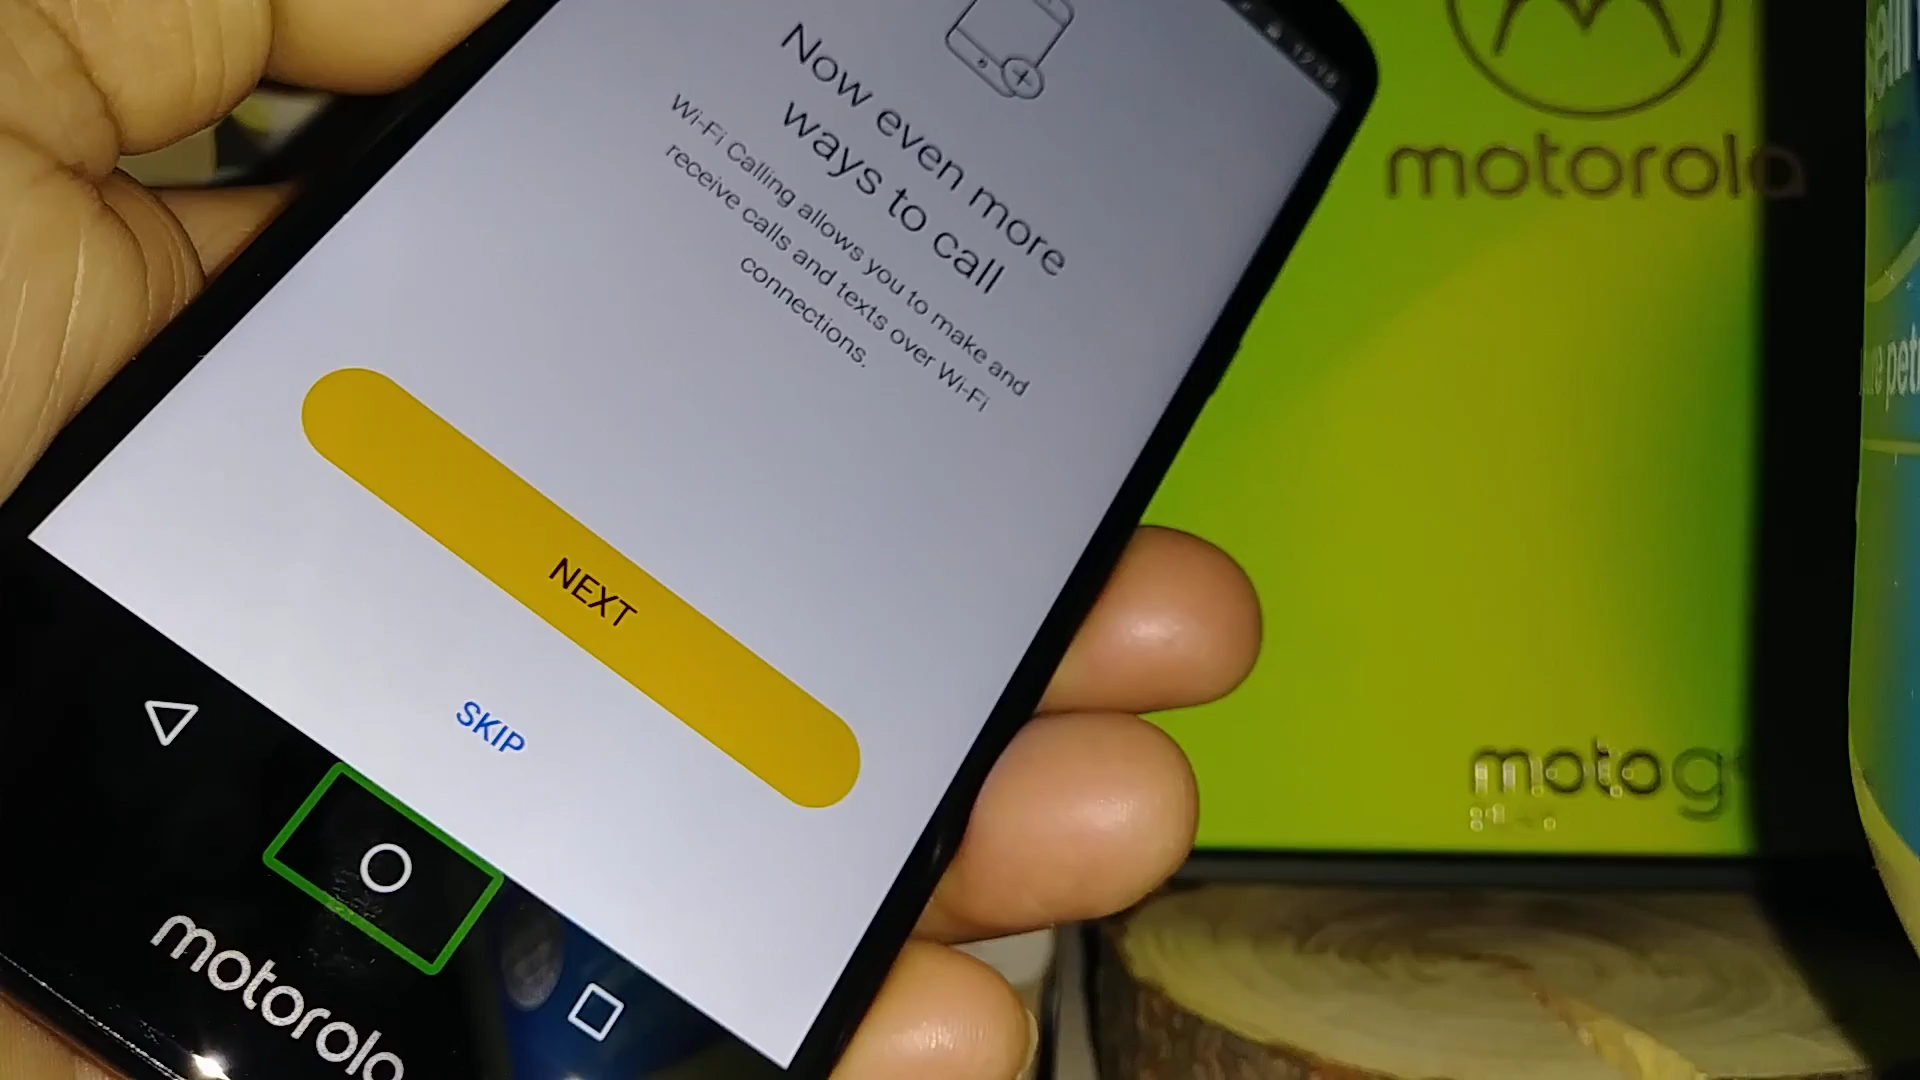 Now even more
ways to call
Wi-Fi Calling allows you to make and
receive calls and texts over Wi-Fi
connections.
NEXT
SKIP
motorola
motorola
moto g